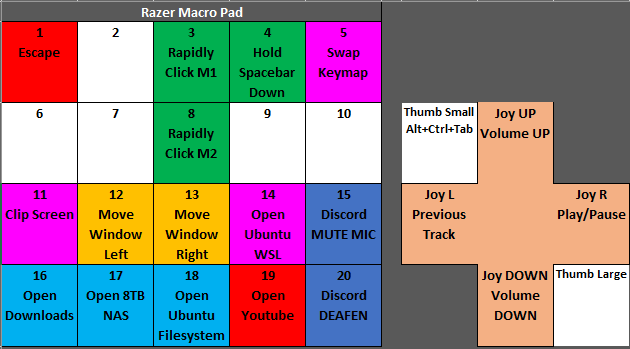 Razer Macro Pad
1
Escape
2
3
Rapidly
Click M1
4
Hold
Spacebar
Down
5
Swap
Keymap
6
7
8
Rapidly
Click M2
9
10
Thumb Small
Alt+Ctrl+Tab
Joy UP
Volume UP
11
Clip Screen
12
Move
Window
Left
13
Move
Window
Right
14
Open
Ubuntu
WSL
15
Discord
MUTE MIC
Joy L
Previous
Track
Joy R
Play/Pause
16
Open
Downloads
17
Open 8TB
NAS
18
Open
Ubuntu
Filesystem
19
Open
Youtube
20
Discord
DEAFEN
Joy DOWN
Volume
DOWN
Thumb Large